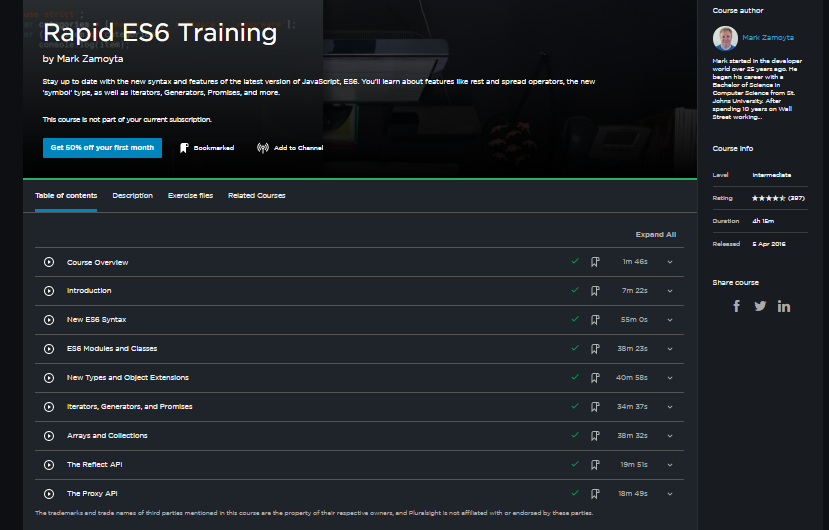 Rapid ES6 Training
by Mark Zamoyta
Stay up to date with the new syntax and features of the latest version of JavaScript, ES6. You'll learn about features like rest and spread operators, the new
'symbol' type, as well as Iterators, Generators, Promises, and more.
This course is not part of your current subscription.
Get 50% off your first month
Bookmarked
Add to Channel
Table of contents
Description
Exercise files
Related Courses
Expand All
Course Overview 1m 46s
Introduction 7m 22s
New ES6 Syntax 55m 0s
ES6 Modules and Classes 38m 23s
New Types and Object Extensions 40m 58s
Iterators, Generators, and Promises 34m 37s
Arrays and Collections 38m 32s
The Reflect API 19m 51s
The Proxy API 18m 49s
The trademarks and trade names of third parties mentioned in this course are the property of their respective owners, and Pluralsight is not affiliated with or endorsed by these parties.
Course author
Mark Zamoyta
Mark started in the developer
world over 25 years ago. He
began his career with a
Bachelor of Science in
Computer Science from St.
Johns University. After
spending 10 years on Wall
Street working...
Course info
Level Intermediate
Rating (397)
Duration 4h 15m
Released 5 Apr 2016
Share course
console.log(item);